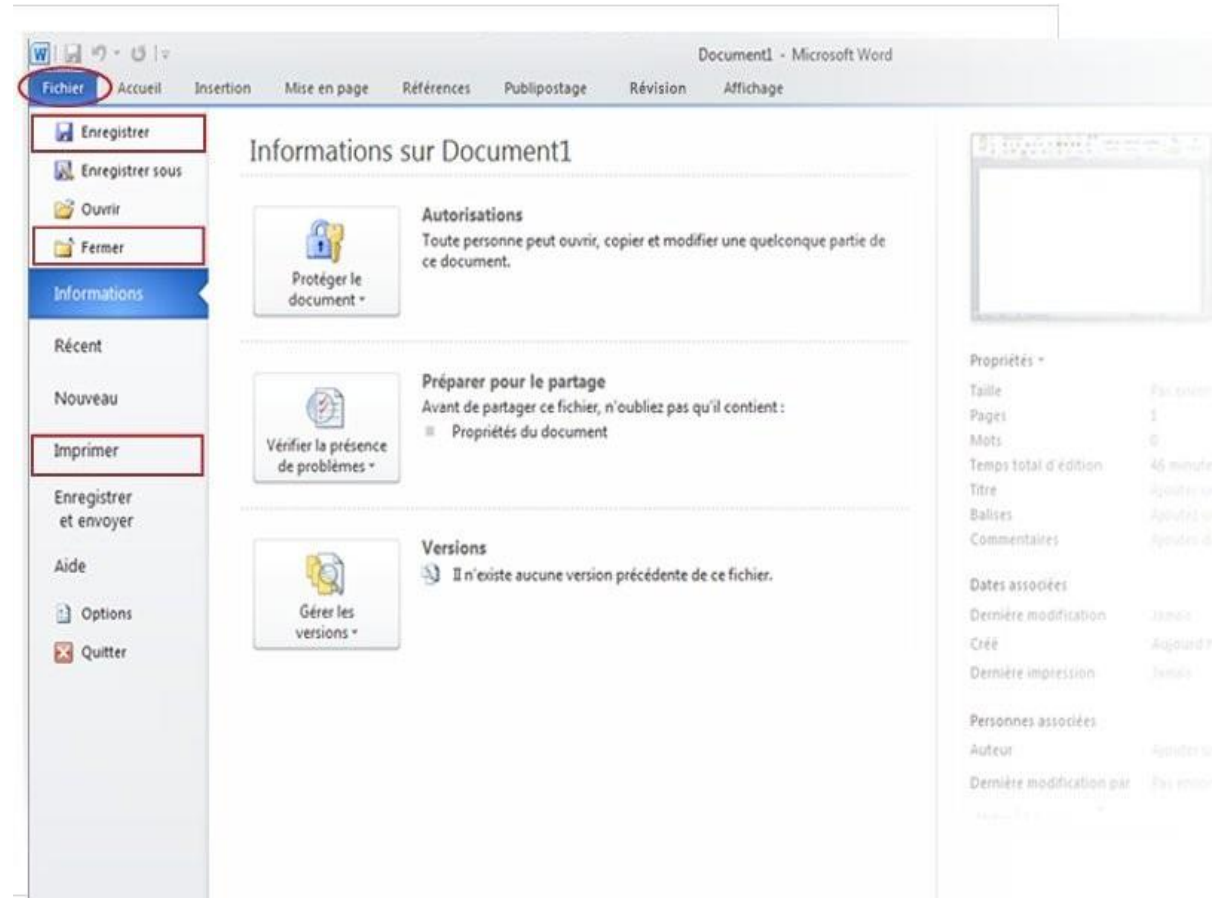 Document1 - Microsoft Word
Fichier Accueil Insertion Mise en page Références Publipostage Révision Affichage
Enregistrer
Enregistrer sous
Ouvrir
Fermer
Informations
Récent
Nouveau
Imprimer
Enregistrer
et envoyer
Aide
Options
Quitter
Informations sur Document1
Protéger le
document
Autorisations
Toute personne peut ouvrir, copier et modifier une quelconque partie de
ce document.
Vérifier la présence
de problèmes
Préparer pour le partage
Avant de partager ce fichier, n'oubliez pas qu'il contient :
Propriétés du document
Gérer les
versions
Versions
Il n'existe aucune version précédente de ce fichier.
Propriétés
Taille
Pages 1
Mots 0
Temps total d'édition 46
Titre
Balises
Commentaires
Dates associées
Dernière modification Jamais
Créé
Dernière impression Jamais
Personnes associées
Auteur
Dernière modification par